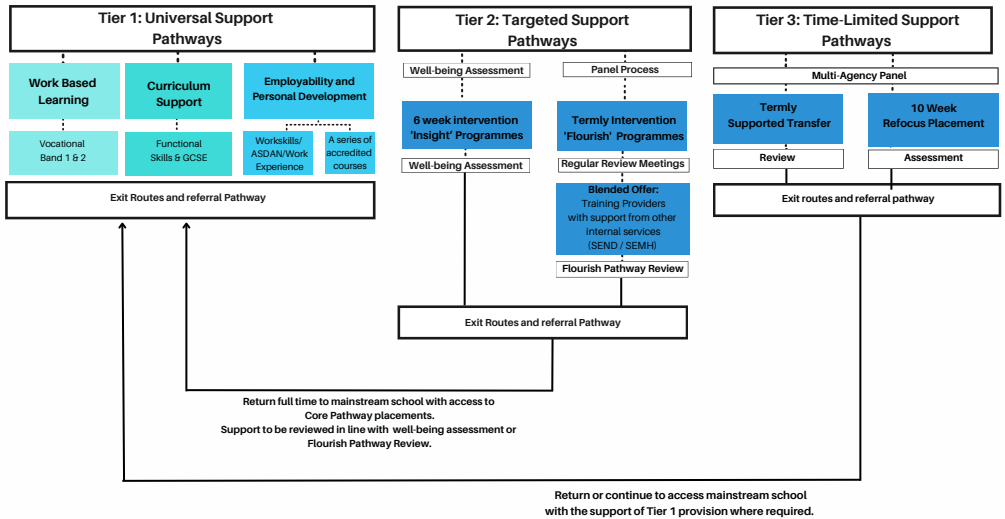 Tier 1: Universal Support
Pathways
Work Based
Learning
Vocational
Band 1 & 2
Curriculum
Support
Functional
Skills & GCSE
Employability and
Personal Development
Workskills/
ASDAN/Work
Experience
A series of
accredited
courses
Exit Routes and referral Pathway
Tier 2: Targeted Support
Pathways
Well-being Assessment
6 week intervention
'Insight' Programmes
Well-being Assessment
Panel Process
Termly Intervention
'Flourish' Programmes
Regular Review Meetings
Blended Offer:
Training Providers
with support from other
internal services
(SEND / SEMH)
Flourish Pathway Review
Exit Routes and referral Pathway
Tier 3: Time-Limited Support
Pathways
Multi-Agency Panel
Termly
Supported Transfer
Review
10 Week
Refocus Placement
Assessment
Exit routes and referral pathway
Return full time to mainstream school with access to
Core Pathway placements.
Support to be reviewed in line with well-being assessment or
Flourish Pathway Review.
Return or continue to access mainstream school
with the support of Tier 1 provision where required.